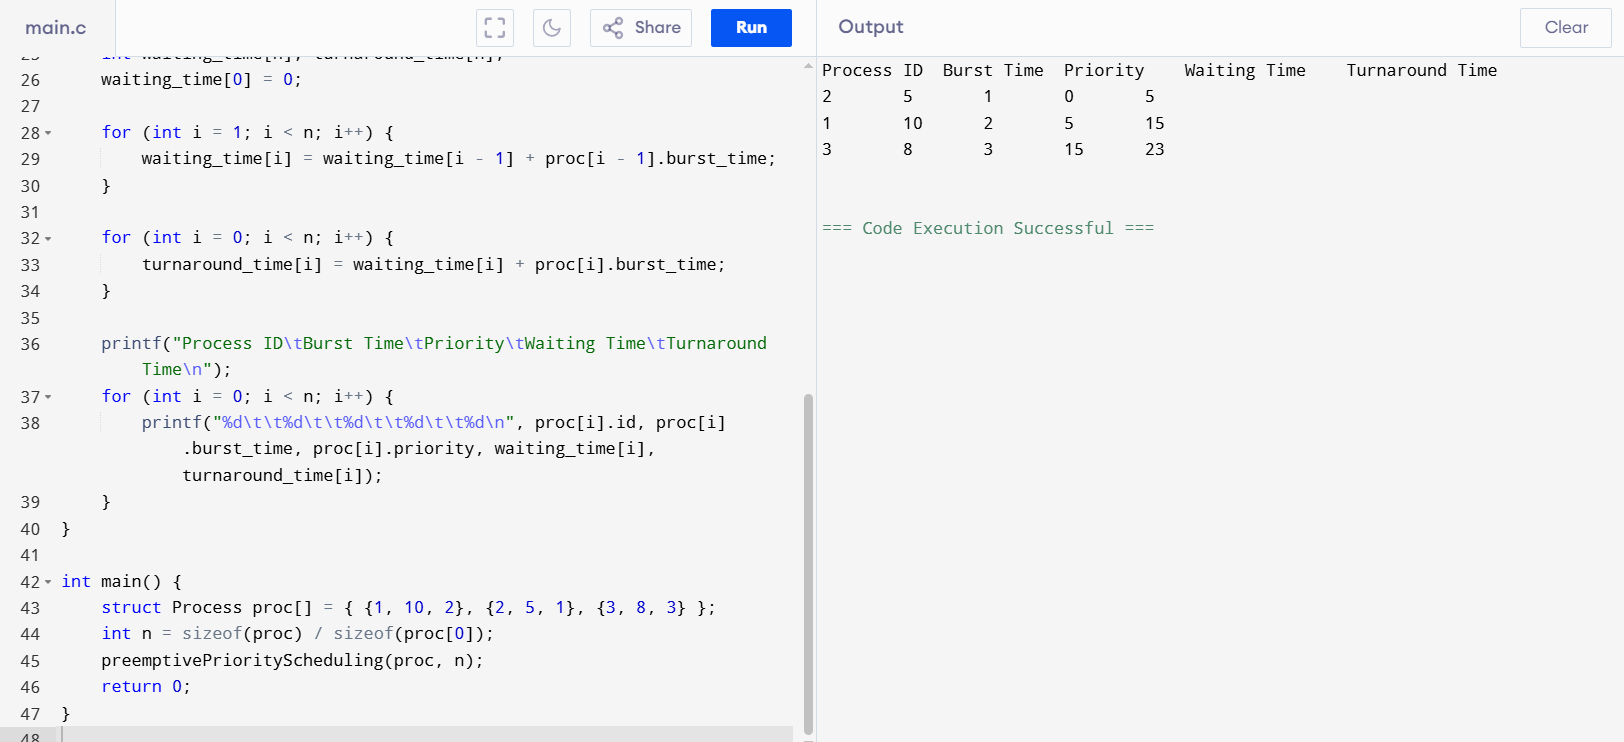 main.c
Share
Run
Output
Clear
25 int waiting_time[n], turnaround_time[n];
26 waiting_time[0] = 0;
27
28 for (int i = 1; i < n; i++) {
29 waiting_time[i] = waiting_time[i - 1] + proc[i - 1].burst_time;
30 }
31
32 for (int i = 0; i < n; i++) {
33 turnaround_time[i] = waiting_time[i] + proc[i].burst_time;
34 }
35
36 printf("Process ID\tBurst Time\tPriority\tWaiting Time\tTurnaround
Time\n");
37 for (int i = 0; i < n; i++) {
38 printf("%d\t\t%d\t\t%d\t\t%d\t\t%d\n", proc[i].id, proc[i]
.burst_time, proc[i].priority, waiting_time[i],
turnaround_time[i]);
39 }
40 }
41
42 int main() {
43 struct Process proc[] = { {1, 10, 2}, {2, 5, 1}, {3, 8, 3} };
44 int n = sizeof(proc) / sizeof(proc[0]);
45 preemptivePriorityScheduling(proc, n);
46 return 0;
47 }
48
Process ID Burst Time Priority Waiting Time Turnaround Time
2 5 1 0 5
1 10 2 5 15
3 8 3 15 23
=== Code Execution Successful ===